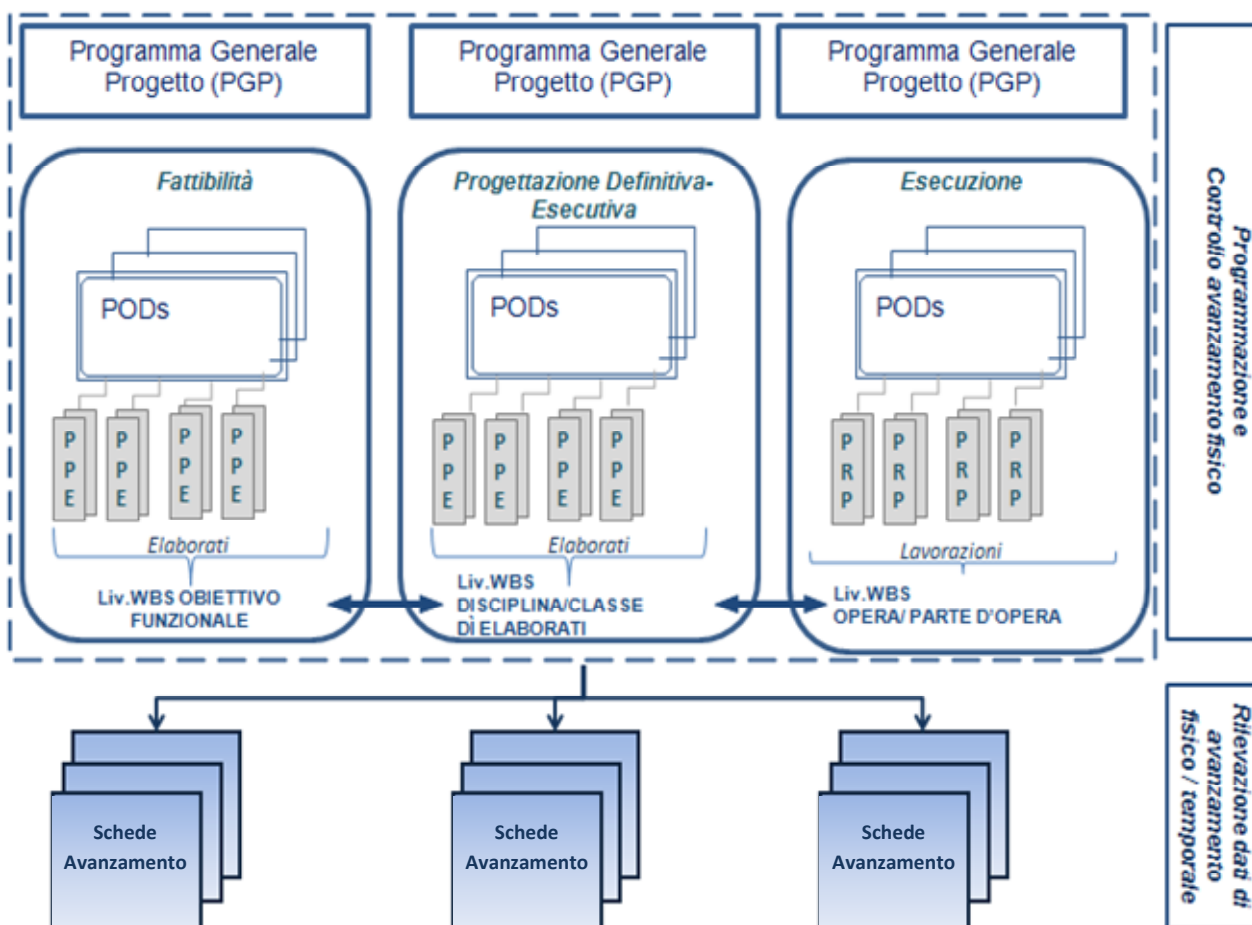 Programma Generale
Progetto (PGP)
Programma Generale
Progetto (PGP)
Programma Generale
Progetto (PGP)
Fattibilità
PODs
P P E
P P E
P P E
P P E
Elaborati
Liv.WBS OBIETTIVO
FUNZIONALE
Progettazione Definitiva-
Esecutiva
PODs
P P E
P P E
P P E
P P E
Elaborati
Liv.WBS
DISCIPLINA/CLASSE
DÌ ELABORATI
Esecuzione
PODs
P R P
P R P
P R P
P R P
Lavorazioni
Liv.WBS
OPERA/ PARTE D'OPERA
Programmazione e
Controllo avanzamento fisico
Schede
Avanzamento
Schede
Avanzamento
Schede
Avanzamento
Rilevazione dati di
avanzamento
fisico / temporale